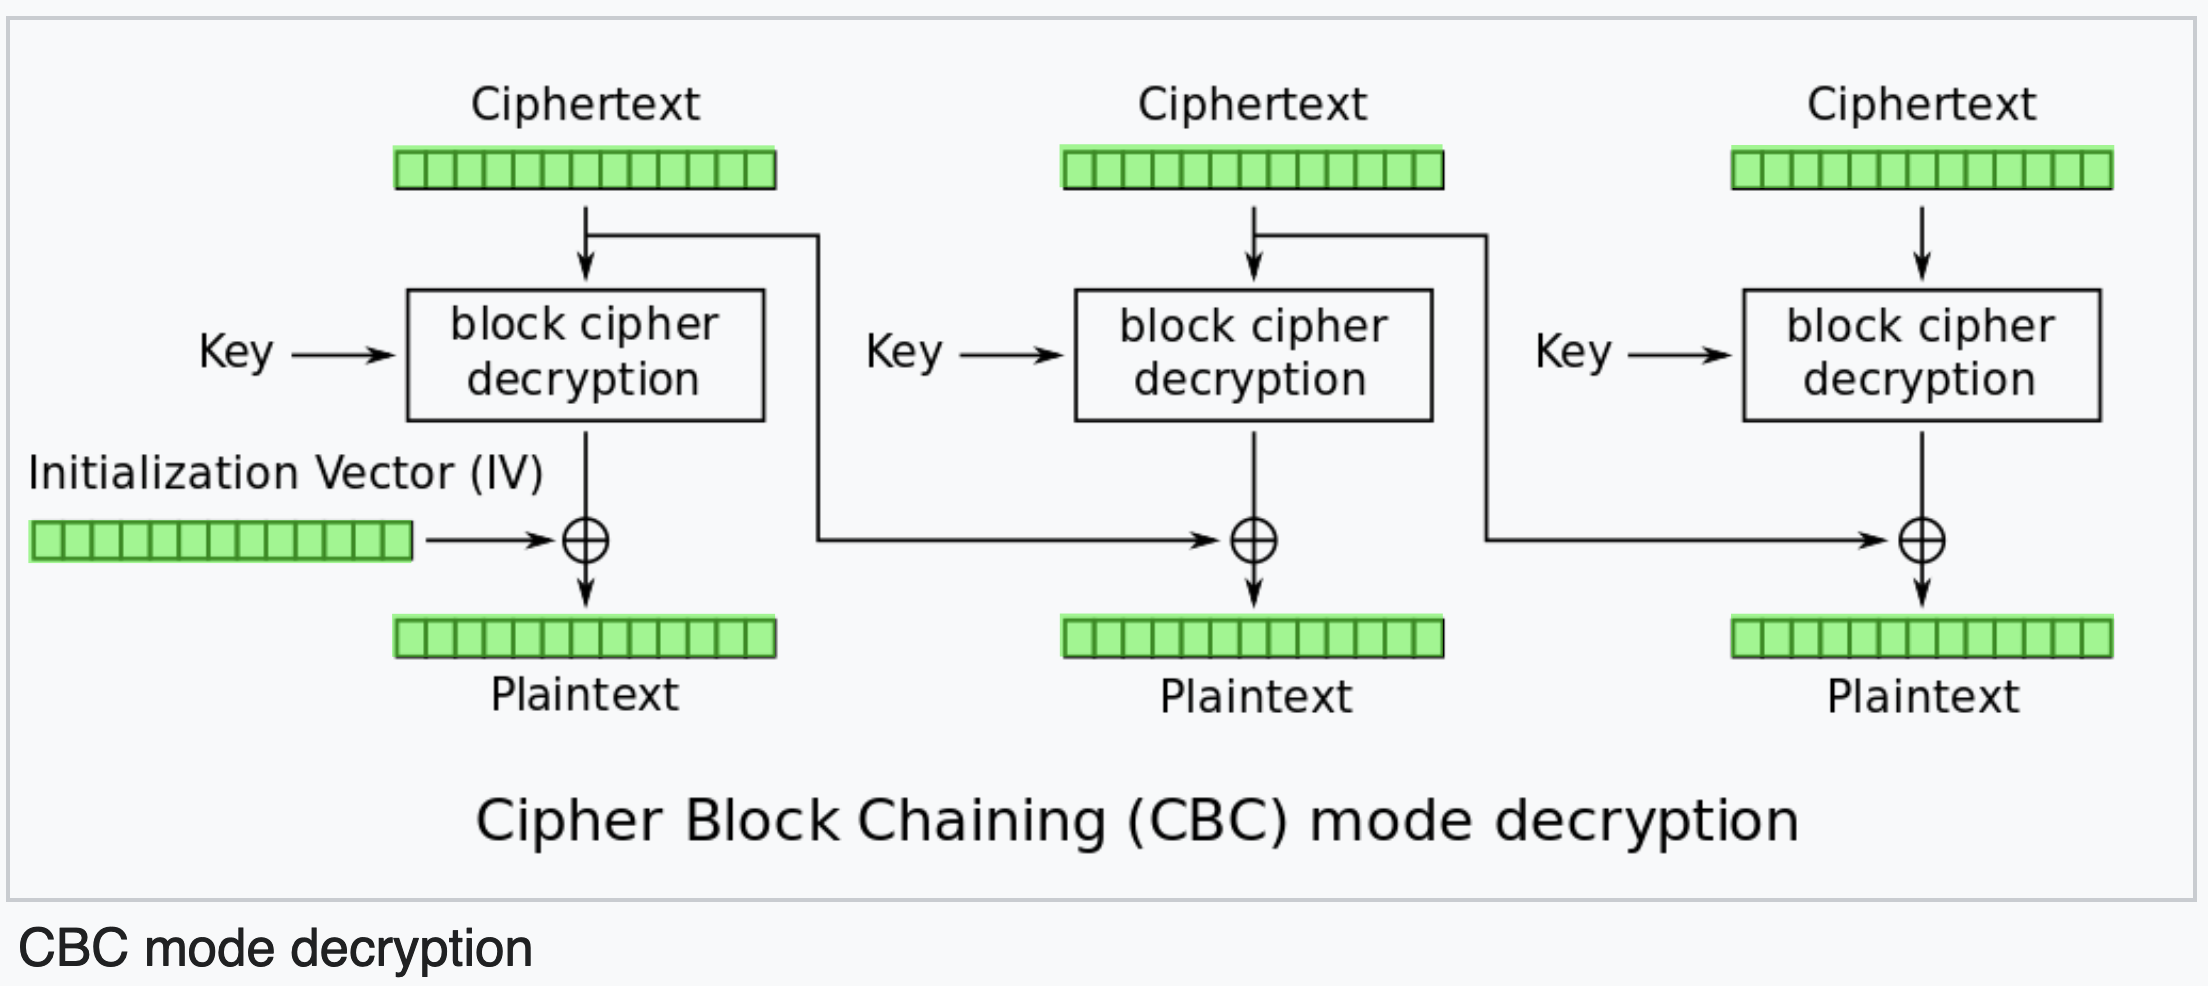 Ciphertext
Ciphertext
Ciphertext
Key
block cipher
decryption
Key
block cipher
decryption
Key
block cipher
decryption
Initialization Vector (IV)
Plaintext
Plaintext
Plaintext
Cipher Block Chaining (CBC) mode decryption
CBC mode decryption